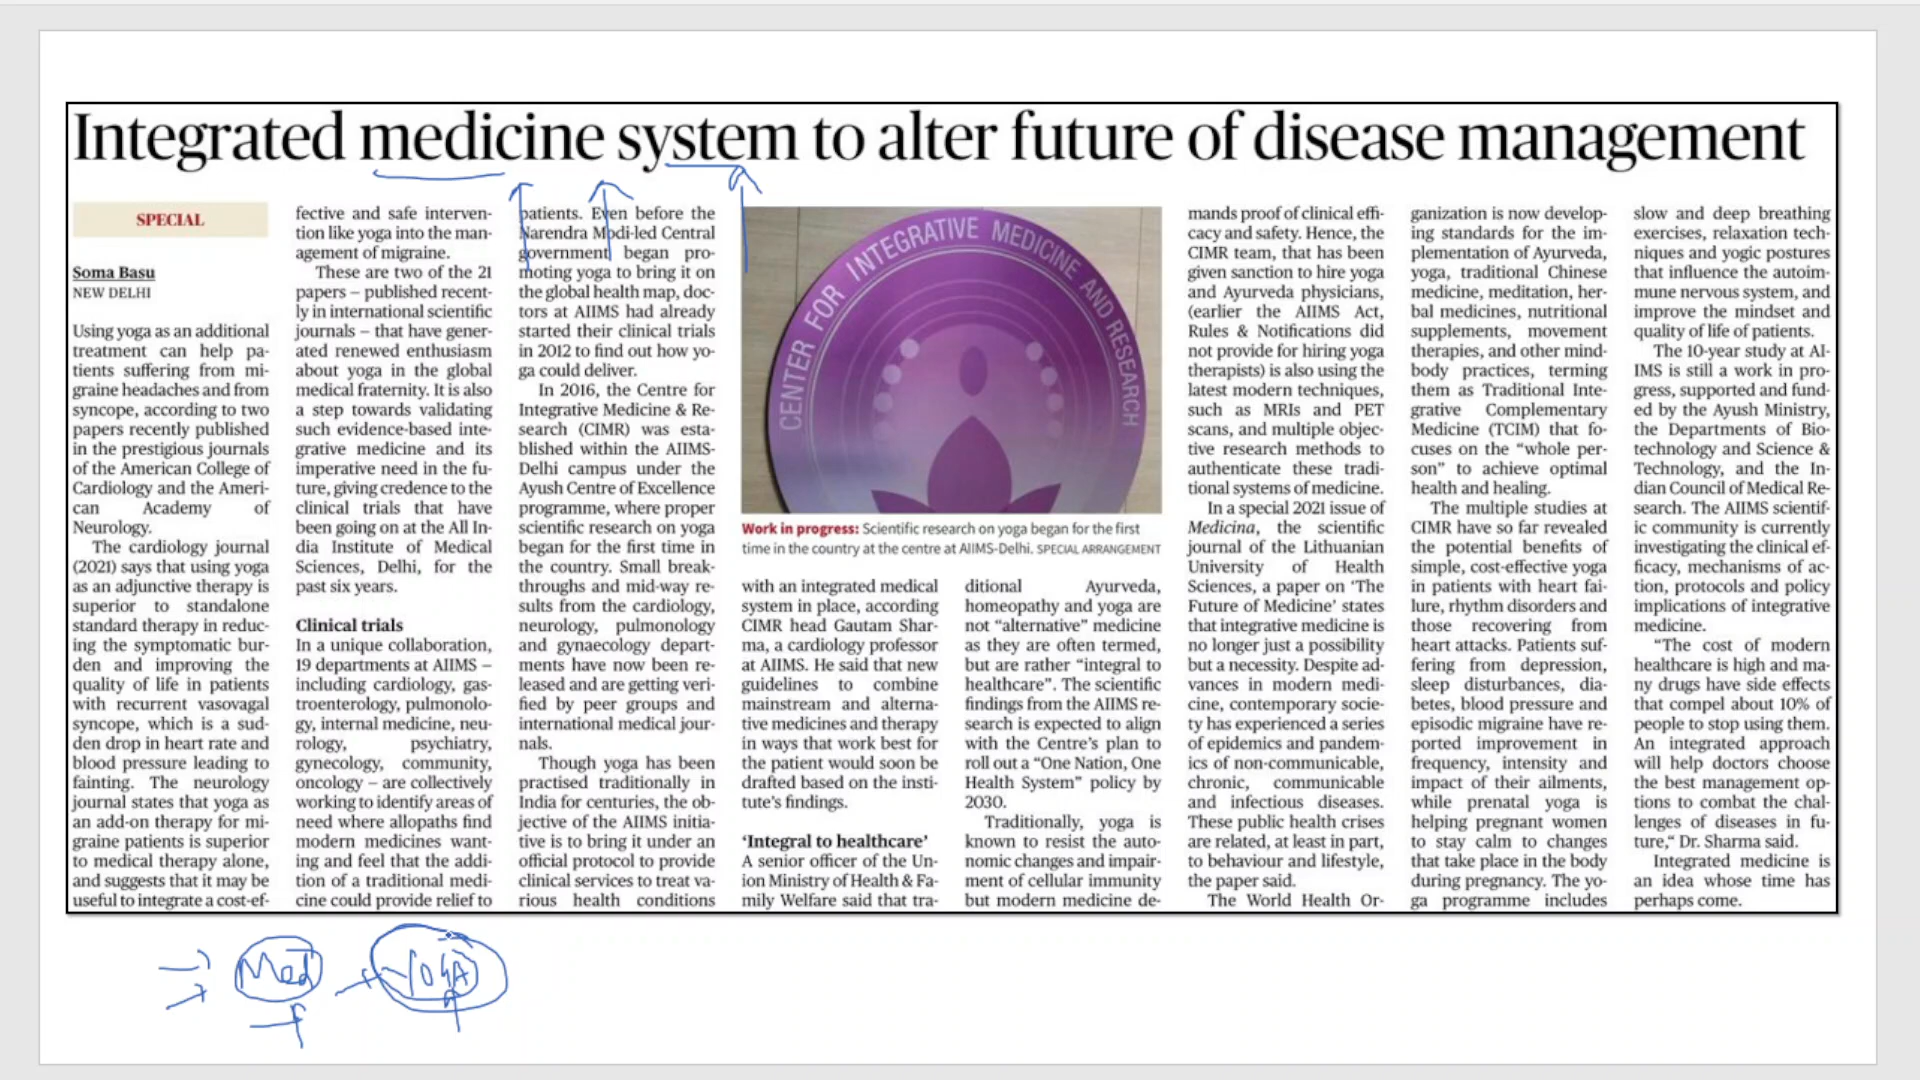 Integrated medicine system to alter future of disease management
SPECIAL
Soma Basu
NEW DELHI
Using yoga as an additional
treatment can help pa-
tients suffering from mi-
graine headaches and from
syncope, according to two
papers recently published
in the prestigious journals
of the American College of
Cardiology and the Ameri-
can Academy of
Neurology.
The cardiology journal
(2021) says that using yoga
as an adjunctive therapy is
superior to standalone
standard therapy in reduc-
ing the symptomatic bur-
den and improving the
quality of life in patients
with recurrent vasovagal
syncope, which is a sud-
den drop in heart rate and
blood pressure leading to
fainting. The neurology
journal states that yoga as
an add-on therapy for mi-
graine patients is superior
to medical therapy alone,
and suggests that it may be
useful to integrate a cost-ef-
fective and safe interven-
tion like yoga into the man-
agement of migraine.
These are two of the 21
papers – published recent-
ly in international scientific
journals – that have gener-
ated renewed enthusiasm
about yoga in the global
medical fraternity. It is also
a step towards validating
such evidence-based inte-
grative medicine and its
imperative need in the fu-
ture, giving credence to the
clinical trials that have
been going on at the All In-
dia Institute of Medical
Sciences, Delhi, for the
past six years.
Clinical trials
In a unique collaboration,
19 departments at AIIMS –
including cardiology, gas-
troenterology, pulmonolo-
gy, internal medicine, neu-
rology, psychiatry,
gynecology, community,
oncology – are collectively
working to identify areas of
need where allopaths find
modern medicines want-
ing and feel that the addi-
tion of a traditional medi-
cine could provide relief to
patients. Even before the
Narendra Modi-led Central
government began pro-
moting yoga to bring it on
the global health map, doc-
tors at AIIMS had already
started their clinical trials
in 2012 to find out how yo-
ga could deliver.
In 2016, the Centre for
Integrative Medicine & Re-
search (CIMR) was esta-
blished within the AIIMS-
Delhi campus under the
Ayush Centre of Excellence
programme, where proper
scientific research on yoga
began for the first time in
the country. Small break-
throughs and mid-way re-
sults from the cardiology,
neurology, pulmonology
and gynaecology depart-
ments have now been re-
leased and are getting veri-
fied by peer groups and
international medical jour-
nals.
Though yoga has been
practised traditionally in
India for centuries, the ob-
jective of the AIIMS initia-
tive is to bring it under an
official protocol to provide
clinical services to treat va-
rious health conditions
CENTER FOR INTEGRATIVE MEDICINE AND RESEARCH
Work in progress: Scientific research on yoga began for the first
time in the country at the centre at AIIMS-Delhi. SPECIAL ARRANGEMENT
with an integrated medical
system in place, according
CIMR head Gautam Shar-
ma, a cardiology professor
at AIIMS. He said that new
guidelines to combine
mainstream and alterna-
tive medicines and therapy
in ways that work best for
the patient would soon be
drafted based on the insti-
tute's findings.
'Integral to healthcare'
A senior officer of the Un-
ion Ministry of Health & Fa-
mily Welfare said that tra-
ditional Ayurveda,
homeopathy and yoga are
not "alternative" medicine
as they are often termed,
but are rather "integral to
healthcare". The scientific
findings from the AIIMS re-
search is expected to align
with the Centre's plan to
roll out a "One Nation, One
Health System" policy by
2030.
Traditionally, yoga is
known to resist the auto-
nomic changes and impair-
ment of cellular immunity
but modern medicine de-
mands proof of clinical effi-
cacy and safety. Hence, the
CIMR team, that has been
given sanction to hire yoga
and Ayurveda physicians,
(earlier the AIIMS Act,
Rules & Notifications did
not provide for hiring yoga
therapists) is also using the
latest modern techniques,
such as MRIs and PET
scans, and multiple objec-
tive research methods to
authenticate these tradi-
tional systems of medicine.
In a special 2021 issue of
Medicina, the scientific
journal of the Lithuanian
University of Health
Sciences, a paper on 'The
Future of Medicine' states
that integrative medicine is
no longer just a possibility
but a necessity. Despite ad-
vances in modern medi-
cine, contemporary socie-
ty has experienced a series
of epidemics and pandem-
ics of non-communicable,
chronic, communicable
and infectious diseases.
These public health crises
are related, at least in part,
to behaviour and lifestyle,
the paper said.
The World Health Or-
ganization is now develop-
ing standards for the im-
plementation of Ayurveda,
yoga, traditional Chinese
medicine, meditation, her-
bal medicines, nutritional
supplements, movement
therapies, and other mind-
body practices, terming
them as Traditional Inte-
grative Complementary
Medicine (TCIM) that fo-
cuses on the "whole per-
son" to achieve optimal
health and healing.
The multiple studies at
CIMR have so far revealed
the potential benefits of
simple, cost-effective yoga
in patients with heart fai-
lure, rhythm disorders and
those recovering from
heart attacks. Patients suf-
fering from depression,
sleep disturbances, dia-
betes, blood pressure and
episodic migraine have re-
ported improvement in
frequency, intensity and
impact of their ailments,
while prenatal yoga is
helping pregnant women
to stay calm to changes
that take place in the body
during pregnancy. The yo-
ga programme includes
slow and deep breathing
exercises, relaxation tech-
niques and yogic postures
that influence the autoim-
mune nervous system, and
improve the mindset and
quality of life of patients.
The 10-year study at AI-
IMS is still a work in pro-
gress, supported and fund-
ed by the Ayush Ministry,
the Departments of Bio-
technology and Science &
Technology, and the In-
dian Council of Medical Re-
search. The AIIMS scientif-
ic community is currently
investigating the clinical ef-
ficacy, mechanisms of ac-
tion, protocols and policy
implications of integrative
medicine.
"The cost of modern
healthcare is high and ma-
ny drugs have side effects
that compel about 10% of
people to stop using them.
An integrated approach
will help doctors choose
the best management op-
tions to combat the chal-
lenges of diseases in fu-
ture," Dr. Sharma said.
Integrated medicine is
an idea whose time has
perhaps come.
Med + YOGA